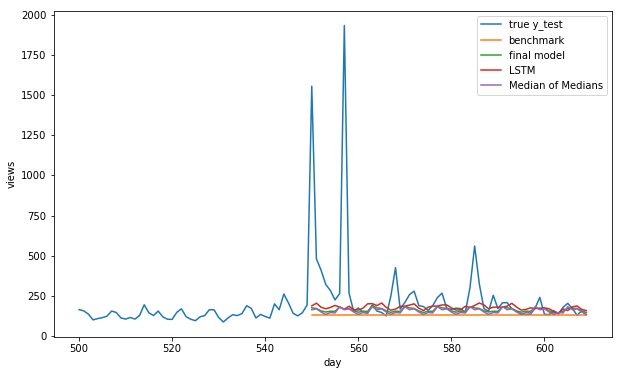 2000
1750
1500
1250
1000
750
500
250
0
views
500
520
540
560
580
600
day
true y_test
benchmark
final model
LSTM
Median of Medians